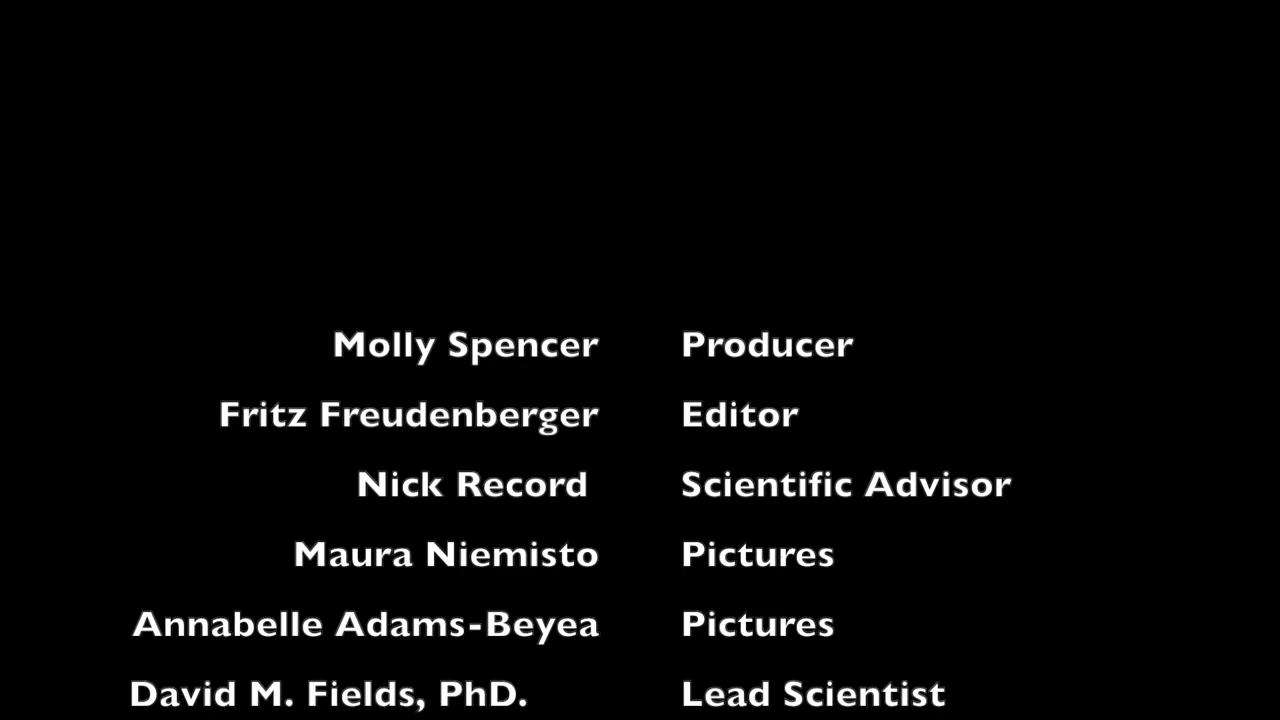 Molly Spencer Producer
Fritz Freudenberger Editor
Nick Record Scientific Advisor
Maura Niemisto Pictures
Annabelle Adams-Beyea Pictures
David M. Fields, PhD. Lead Scientist